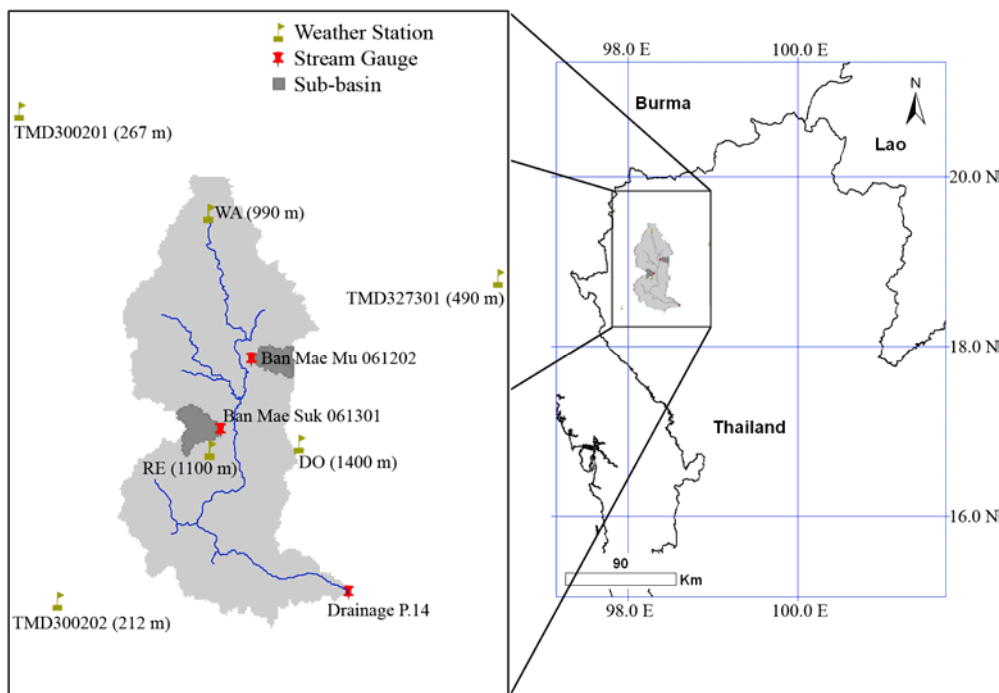 Weather Station
Stream Gauge
Sub-basin
TMD300201 (267 m)
WA (990 m)
TMD327301 (490 m)
Ban Mae Mu 061202
Ban Mae Suk 061301
RE (1100 m)
DO (1400 m)
TMD300202 (212 m)
Drainage P.14
98.0 E
100.0 E
Burma
N
Lao
20.0 N
18.0 N
Thailand
16.0 N
90
Km
98.0 E
100.0 E